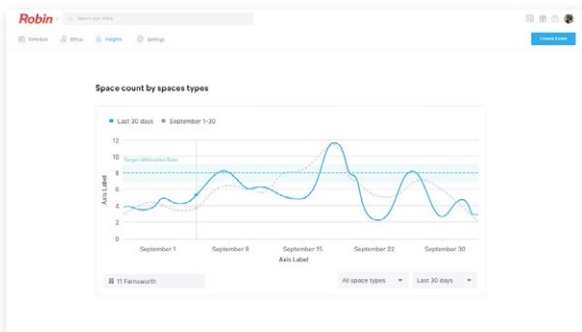 Robin
Search your office
Schedule Office Insights Settings
Create Event
Space count by spaces types
Last 30 days September 1-30
12
10
Target Utilization Rate
8
6
4
2
0
Axis Label
September 1 September 8 September 15 September 22 September 30
Axis Label
11 Farnsworth
All space types
Last 30 days